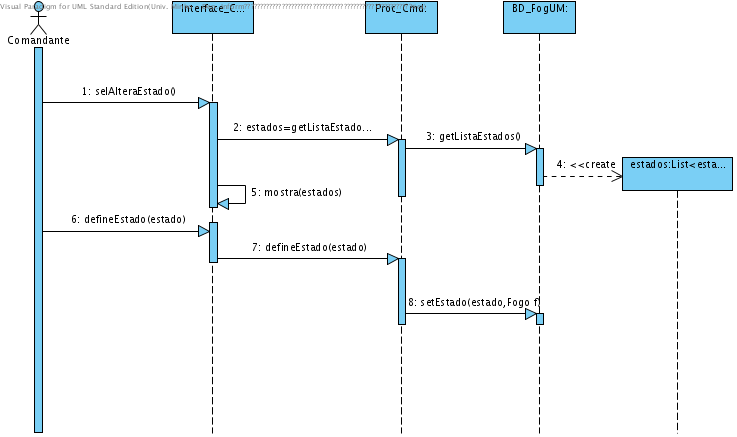 Visual Paradigm for UML Standard Edition(Univ.
Interface_C...
Proc_Cmd:
BD_FogUM:
Comandante
1: selAlteraEstado()
2: estados=getListaEstado...
3: getListaEstados()
4: <<create
estados:List<esta...
5: mostra(estados)
6: defineEstado(estado)
7: defineEstado(estado)
8: setEstado(estado,Fogo f)